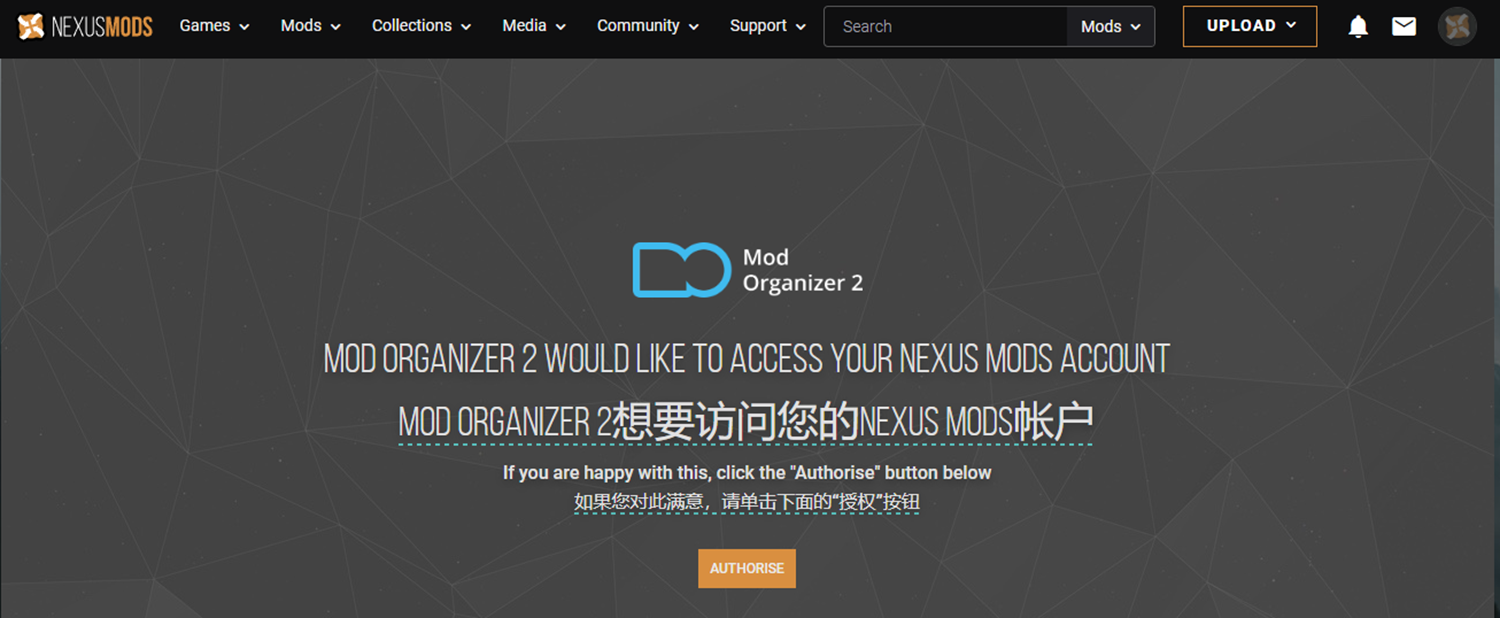 NEXUSMODS Games Mods Collections Media Community Support Search Mods UPLOAD
Mod
Organizer 2
MOD ORGANIZER 2 WOULD LIKE TO ACCESS YOUR NEXUS MODS ACCOUNT
MOD ORGANIZER 2想要访问您的NEXUS MODS帐户
If you are happy with this, click the "Authorise" button below
如果您对此满意，请单击下面的“授权”按钮
AUTHORISE